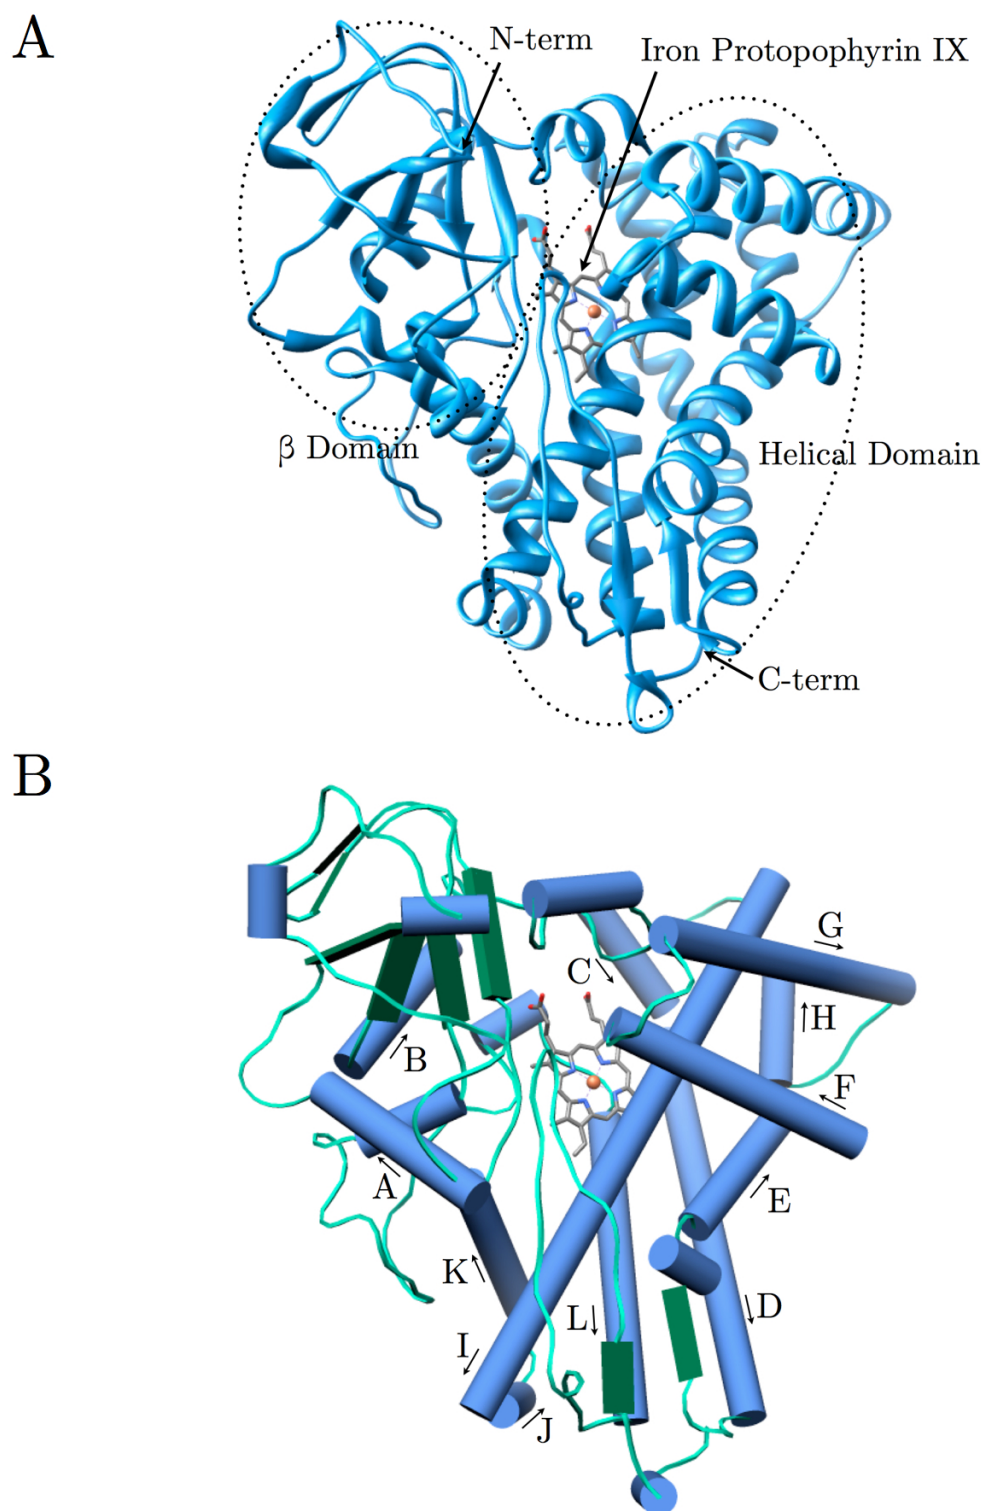 A
N-term
Iron Protopophyrin IX
β Domain
Helical Domain
C-term
B
G
C
H
B
F
A
E
K
D
L
I
J